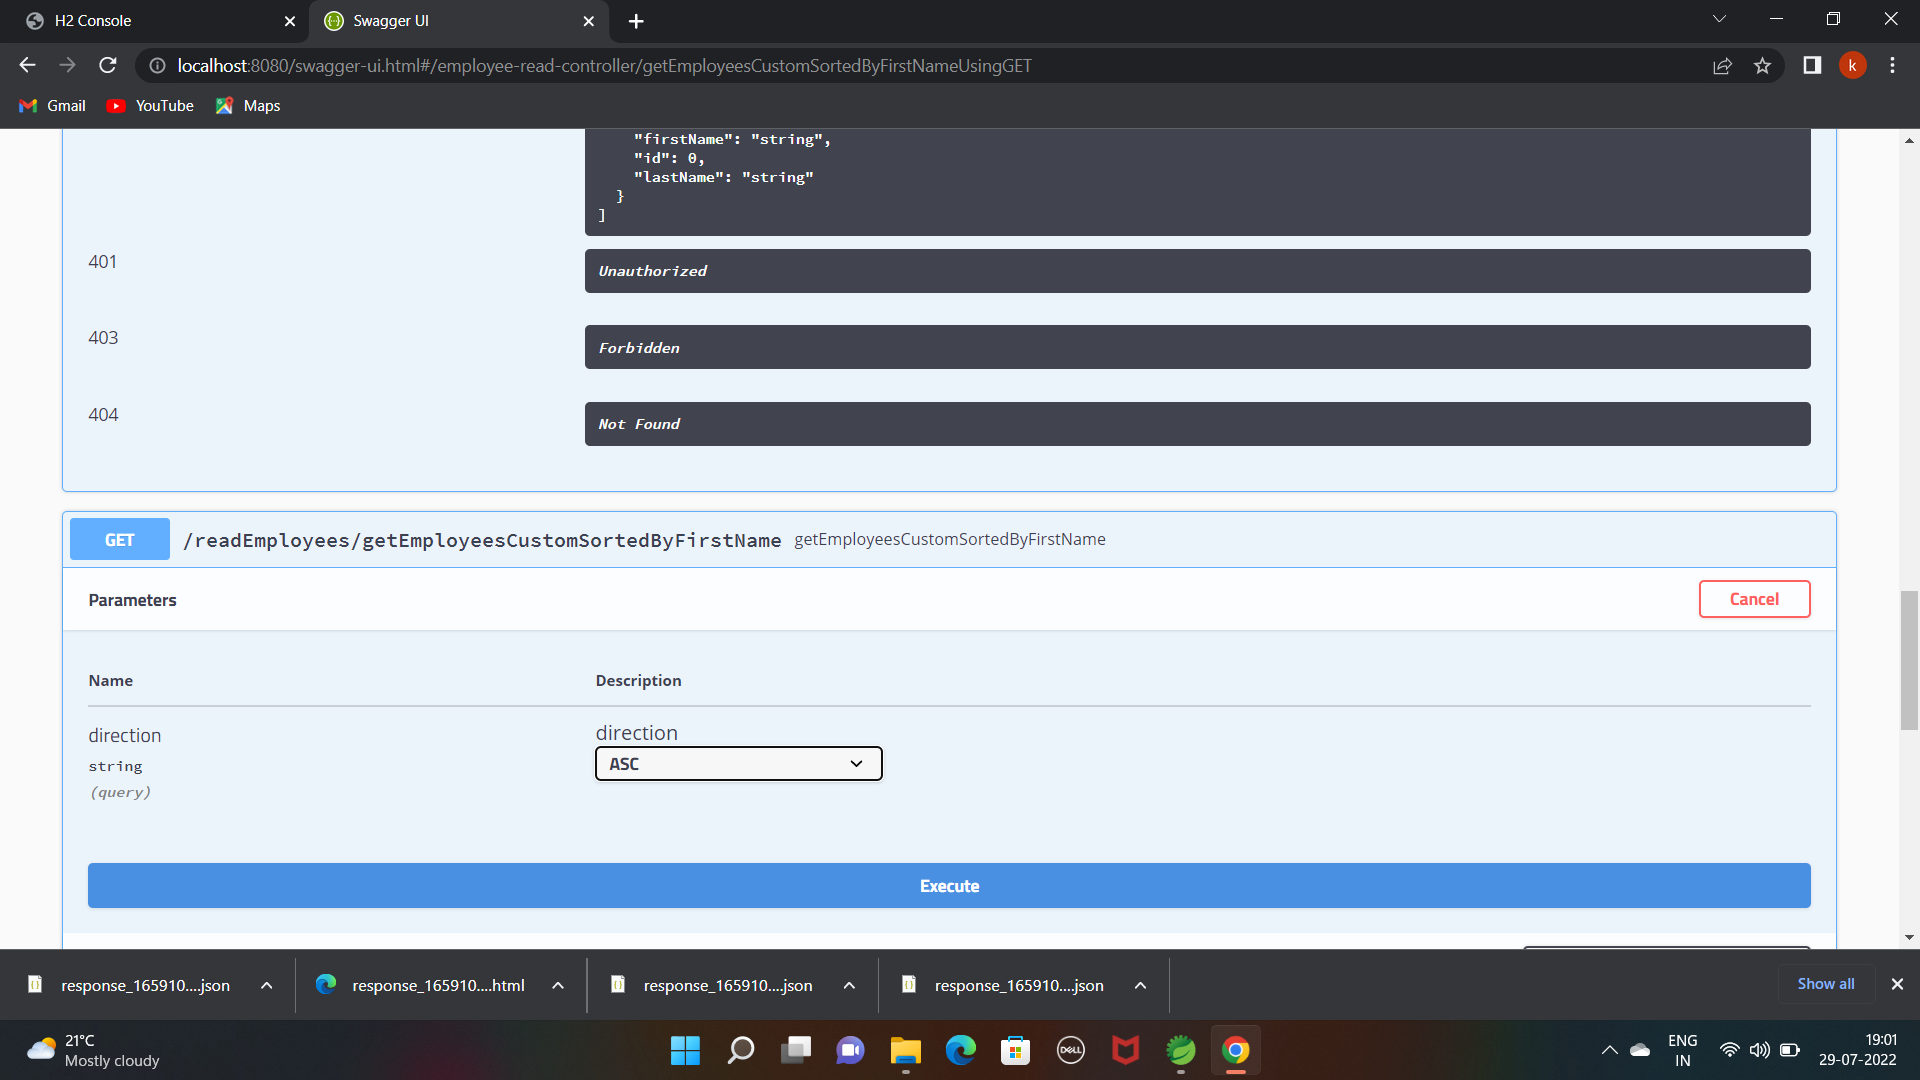 H2 Console
Swagger UI
localhost:8080/swagger-ui.html#/employee-read-controller/getEmployeesCustomSortedByFirstNameUsingGET
k
Gmail
YouTube
Maps
"firstName": "string",
"id": 0,
"lastName": "string"
}
]
401
Unauthorized
403
Forbidden
404
Not Found
GET /readEmployees/getEmployeesCustomSortedByFirstName getEmployeesCustomSortedByFirstName
Parameters
Cancel
Name
Description
direction
string
(query)
direction
ASC
Execute
response_165910....json
response_165910....html
response_165910....json
response_165910....json
Show all
21°C
Mostly cloudy
DELL
ENG
IN
19:01
29-07-2022